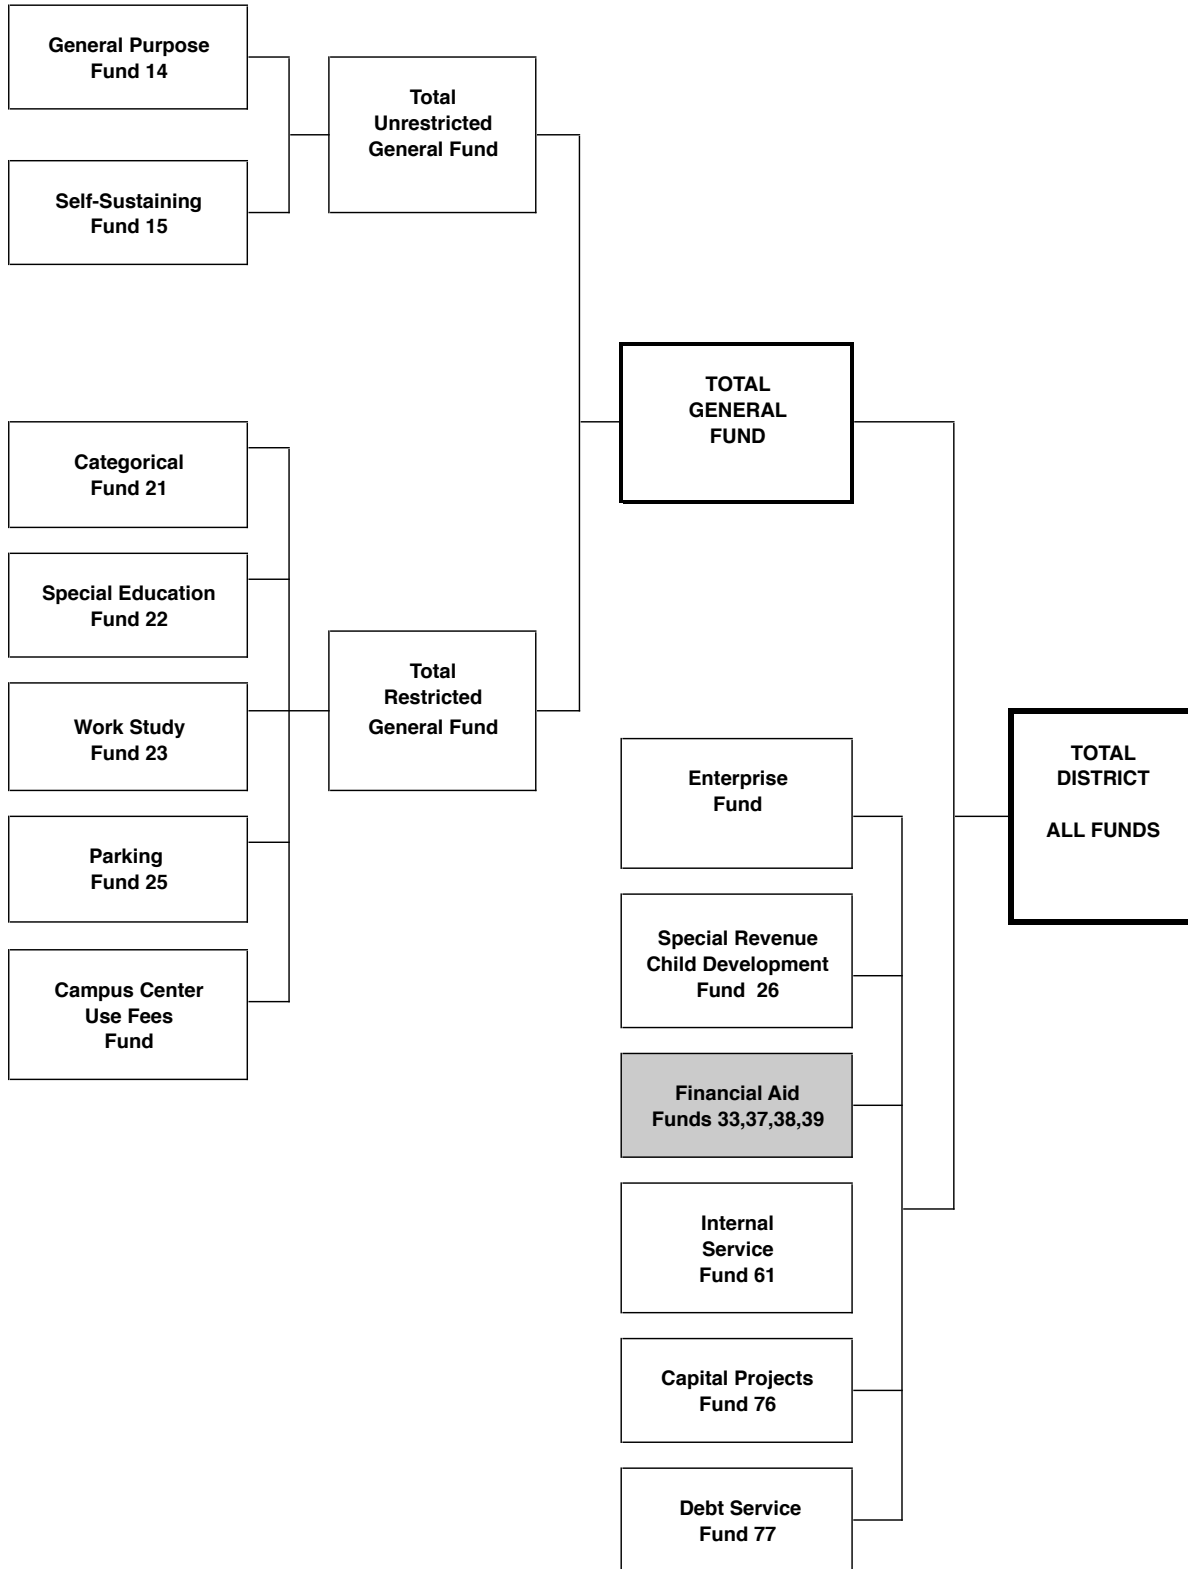 General Purpose
Fund 14
Total
Unrestricted
General Fund
Self-Sustaining
Fund 15
TOTAL
GENERAL
FUND
Categorical
Fund 21
Special Education
Fund 22
Total
Restricted
General Fund
Work Study
Fund 23
Parking
Fund 25
Campus Center
Use Fees
Fund
Enterprise
Fund
TOTAL
DISTRICT
ALL FUNDS
Special Revenue
Child Development
Fund  26
Financial Aid
Funds 33,37,38,39
Internal
Service
Fund 61
Capital Projects
Fund 76
Debt Service
Fund 77